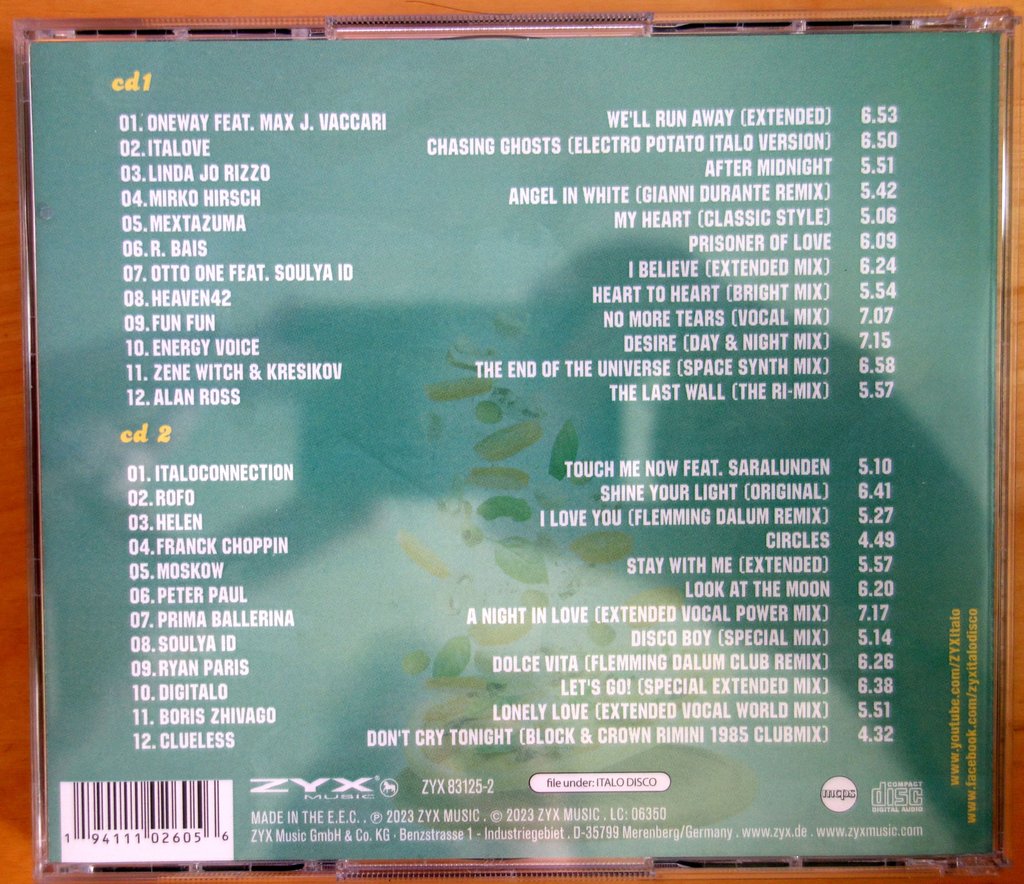 cd 1
01. ONEWAY FEAT. MAX J. VACCARI WE'LL RUN AWAY (EXTENDED) 6.53
02. ITALOVE CHASING GHOSTS (ELECTRO POTATO ITALO VERSION) 6.50
03. LINDA JO RIZZO AFTER MIDNIGHT 5.51
04. MIRKO HIRSCH ANGEL IN WHITE (GIANNI DURANTE REMIX) 5.42
05. MEXTAZUMA MY HEART (CLASSIC STYLE) 5.06
06. R. BAIS PRISONER OF LOVE 6.09
07. OTTO ONE FEAT. SOULYA ID I BELIEVE (EXTENDED MIX) 6.24
08. HEAVEN42 HEART TO HEART (BRIGHT MIX) 5.54
09. FUN FUN NO MORE TEARS (VOCAL MIX) 7.07
10. ENERGY VOICE DESIRE (DAY & NIGHT MIX) 7.15
11. ZENE WITCH & KRESIKOV THE END OF THE UNIVERSE (SPACE SYNTH MIX) 6.58
12. ALAN ROSS THE LAST WALL (THE RI-MIX) 5.57
cd 2
01. ITALOCONNECTION TOUCH ME NOW FEAT. SARALUNDEN 5.10
02. ROFO SHINE YOUR LIGHT (ORIGINAL) 6.41
03. HELEN I LOVE YOU (FLEMMING DALUM REMIX) 5.27
04. FRANCK CHOPPIN CIRCLES 4.49
05. MOSKOW STAY WITH ME (EXTENDED) 5.57
06. PETER PAUL LOOK AT THE MOON 6.20
07. PRIMA BALLERINA A NIGHT IN LOVE (EXTENDED VOCAL POWER MIX) 7.17
08. SOULYA ID DISCO BOY (SPECIAL MIX) 5.14
09. RYAN PARIS DOLCE VITA (FLEMMING DALUM CLUB REMIX) 6.26
10. DIGITALO LET'S GO! (SPECIAL EXTENDED MIX) 6.38
11. BORIS ZHIVAGO LONELY LOVE (EXTENDED VOCAL WORLD MIX) 5.51
12. CLUELESS DON'T CRY TONIGHT (BLOCK & CROWN RIMINI 1985 CLUBMIX) 4.32
www.youtube.com/ZYXItalo
www.facebook.com/zyxitalodisco
ZYX® MUSIC ZYX 83125-2 file under: ITALO DISCO mcps COMPACT disc DIGITAL AUDIO
MADE IN THE E.E.C. . ℗ 2023 ZYX MUSIC . © 2023 ZYX MUSIC . LC: 06350
ZYX Music GmbH & Co. KG · Benzstrasse 1 - Industriegebiet . D-35799 Merenberg/Germany . www.zyx.de . www.zyxmusic.com
1 94111 02605 6